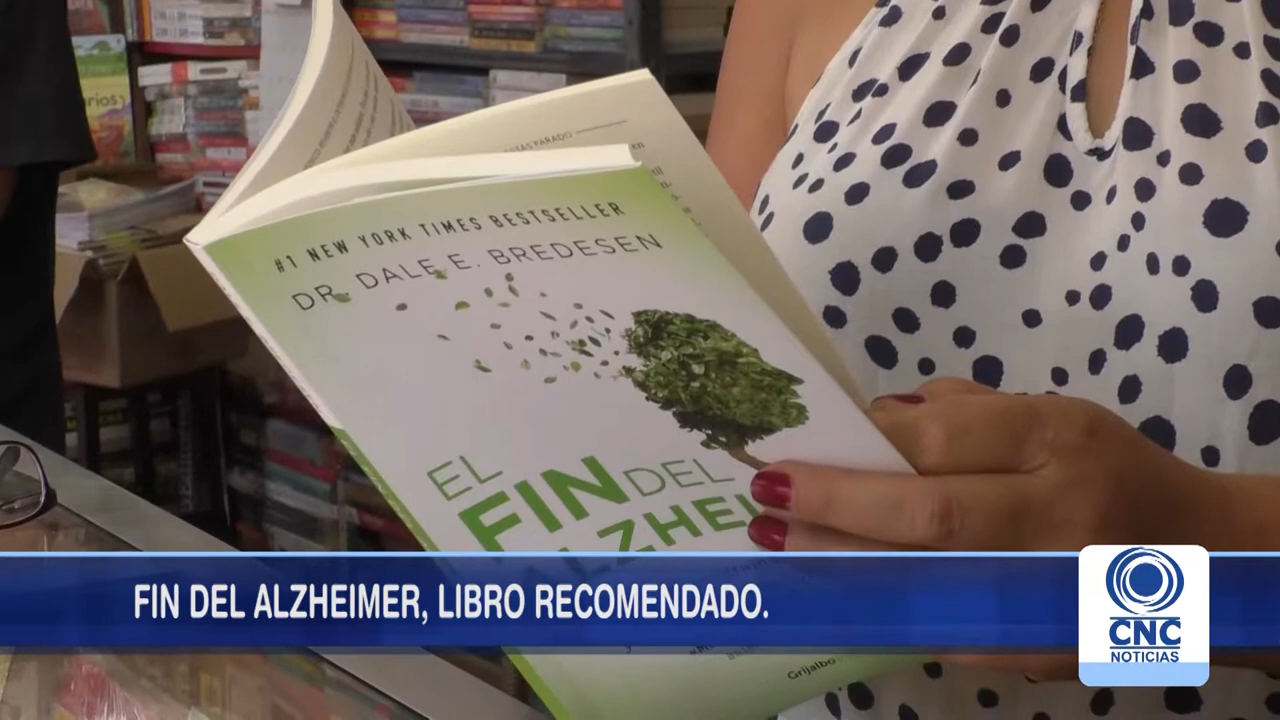 arios
#1 NEW YORK TIMES BESTSELLER
DR. DALE E. BREDESEN
EL
FIN DEL
Grijalbo
FIN DEL ALZHEIMER, LIBRO RECOMENDADO.
CNC
NOTICIAS